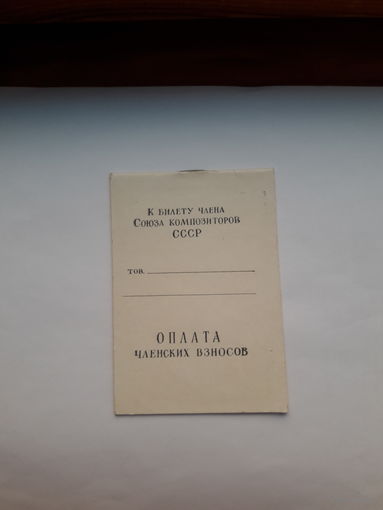 К БИЛЕТУ ЧЛЕНА
СОЮЗА КОМПОЗИТОРОВ
СССР
ТОВ.
ОПЛАТА
ЧЛЕНСКИХ ВЗНОСОВ